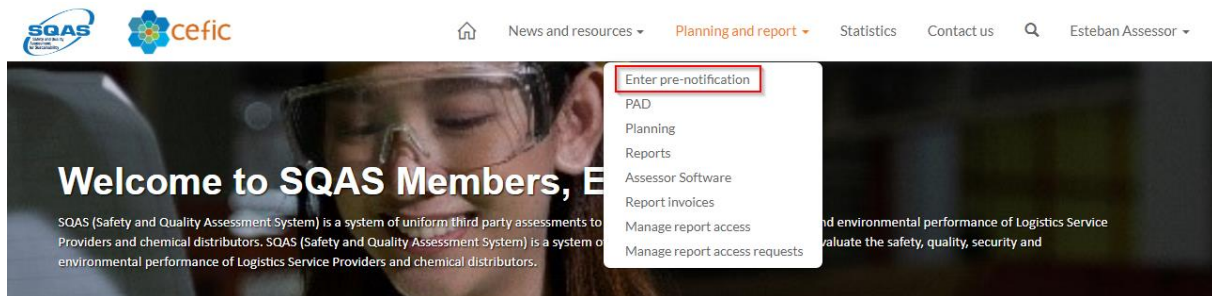 SQAS
cefic
News and resources
Planning and report
Statistics
Contact us
Esteban Assessor
Enter pre-notification
PAD
Planning
Reports
Assessor Software
Report invoices
Manage report access
Manage report access requests
Welcome to SQAS Members, E
SQAS (Safety and Quality Assessment System) is a system of uniform third party assessments to
nd environmental performance of Logistics Service
Providers and chemical distributors. SQAS (Safety and Quality Assessment System) is a system o
valuate the safety, quality, security and
environmental performance of Logistics Service Providers and chemical distributors.